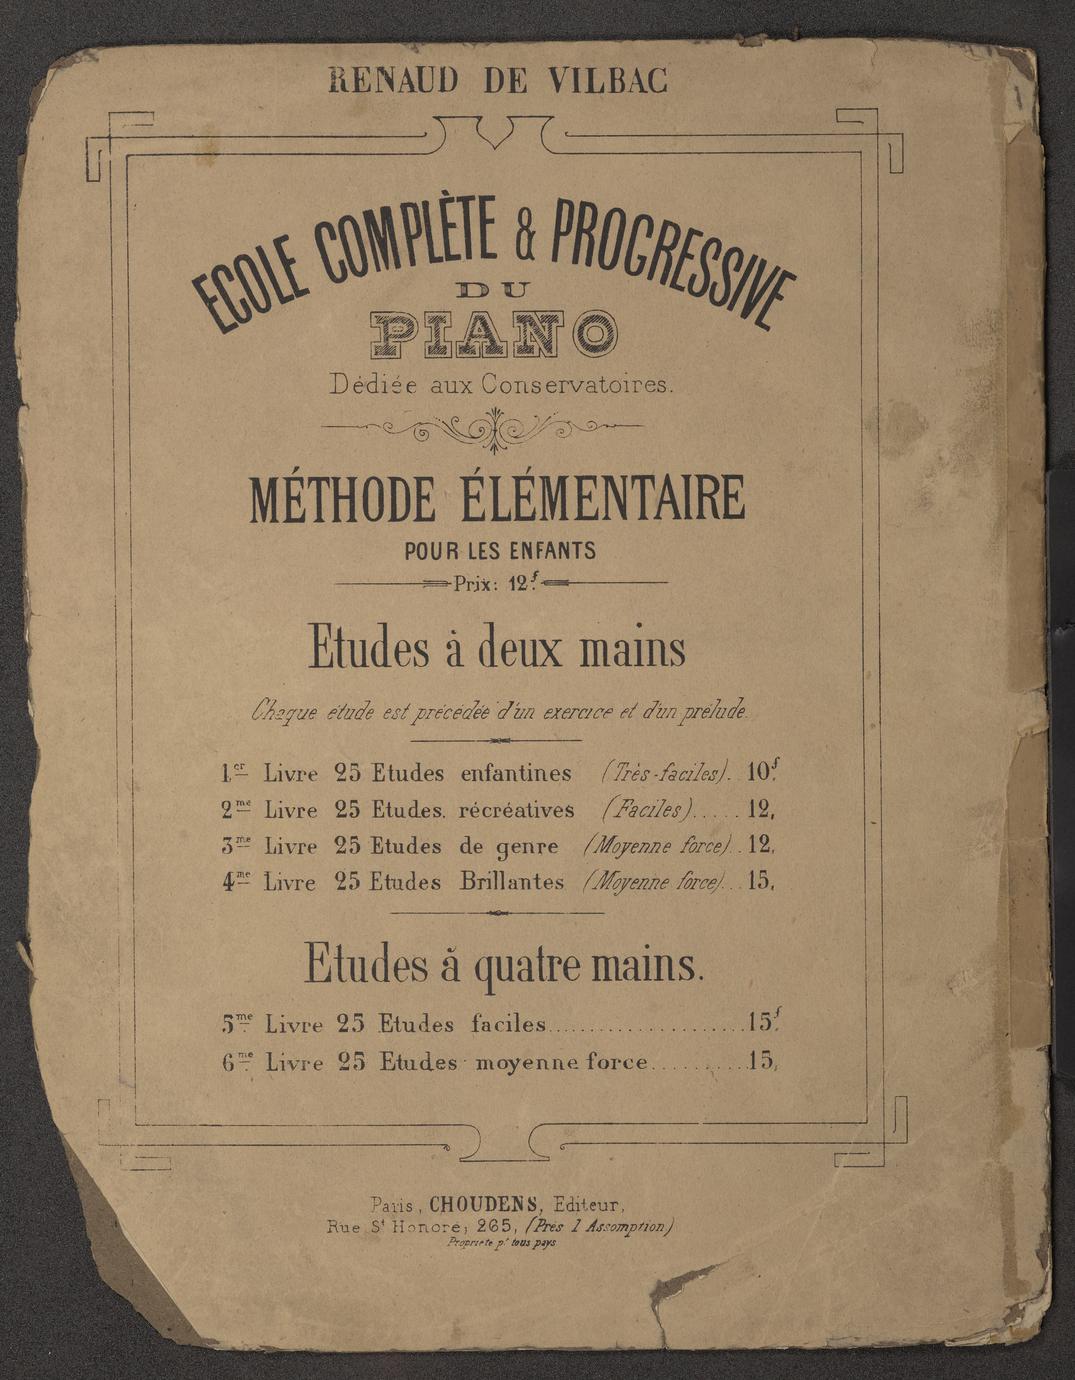 RENAUD DE VILBAC
ECOLE COMPLÈTE & PROGRESSIVE
DU
PIANO
Dédiée aux Conservatoires.
MÉTHODE ÉLÉMENTAIRE
POUR LES ENFANTS
Prix: 12f.
Etudes à deux mains
Chaque étude est précédée d'un exercice et d'un prélude.
1er Livre 25 Etudes enfantines (Très-faciles). 10f.
2me Livre 25 Etudes. récréatives (Faciles)..... 12,
3me Livre 25 Etudes de genre (Moyenne force).. 12,
4me Livre 25 Etudes Brillantes (Moyenne force)... 15,
Etudes à quatre mains.
5me Livre 25 Etudes faciles.....................15f.
6me Livre 25 Etudes moyenne force...........15,
Paris, CHOUDENS, Editeur,
Rue St Honoré, 265, (Près l'Assomption)
Propriété pr tous pays